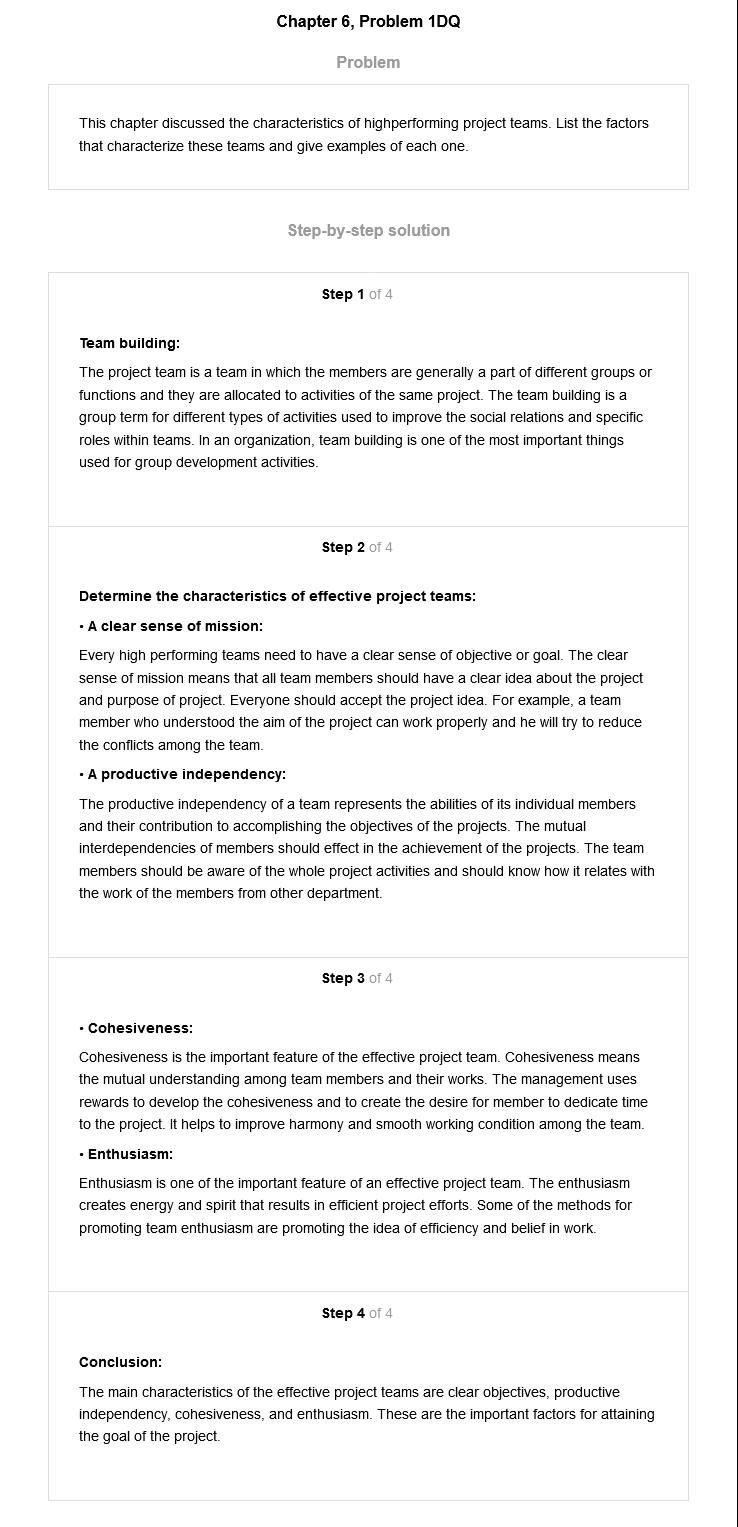 Chapter 6, Problem 1DQ
Problem
This chapter discussed the characteristics of highperforming project teams. List the factors
that characterize these teams and give examples of each one.
Step-by-step solution
Step 1 of 4
Team building:
The project team is a team in which the members are generally a part of different groups or
functions and they are allocated to activities of the same project. The team building is a
group term for different types of activities used to improve the social relations and specific
roles within teams. In an organization, team building is one of the most important things
used for group development activities.
Step 2 of 4
Determine the characteristics of effective project teams:
• A clear sense of mission:
Every high performing teams need to have a clear sense of objective or goal. The clear
sense of mission means that all team members should have a clear idea about the project
and purpose of project. Everyone should accept the project idea. For example, a team
member who understood the aim of the project can work properly and he will try to reduce
the conflicts among the team.
• A productive independency:
The productive independency of a team represents the abilities of its individual members
and their contribution to accomplishing the objectives of the projects. The mutual
interdependencies of members should effect in the achievement of the projects. The team
members should be aware of the whole project activities and should know how it relates with
the work of the members from other department.
Step 3 of 4
• Cohesiveness:
Cohesiveness is the important feature of the effective project team. Cohesiveness means
the mutual understanding among team members and their works. The management uses
rewards to develop the cohesiveness and to create the desire for member to dedicate time
to the project. It helps to improve harmony and smooth working condition among the team.
• Enthusiasm:
Enthusiasm is one of the important feature of an effective project team. The enthusiasm
creates energy and spirit that results in efficient project efforts. Some of the methods for
promoting team enthusiasm are promoting the idea of efficiency and belief in work.
Step 4 of 4
Conclusion:
The main characteristics of the effective project teams are clear objectives, productive
independency, cohesiveness, and enthusiasm. These are the important factors for attaining
the goal of the project.